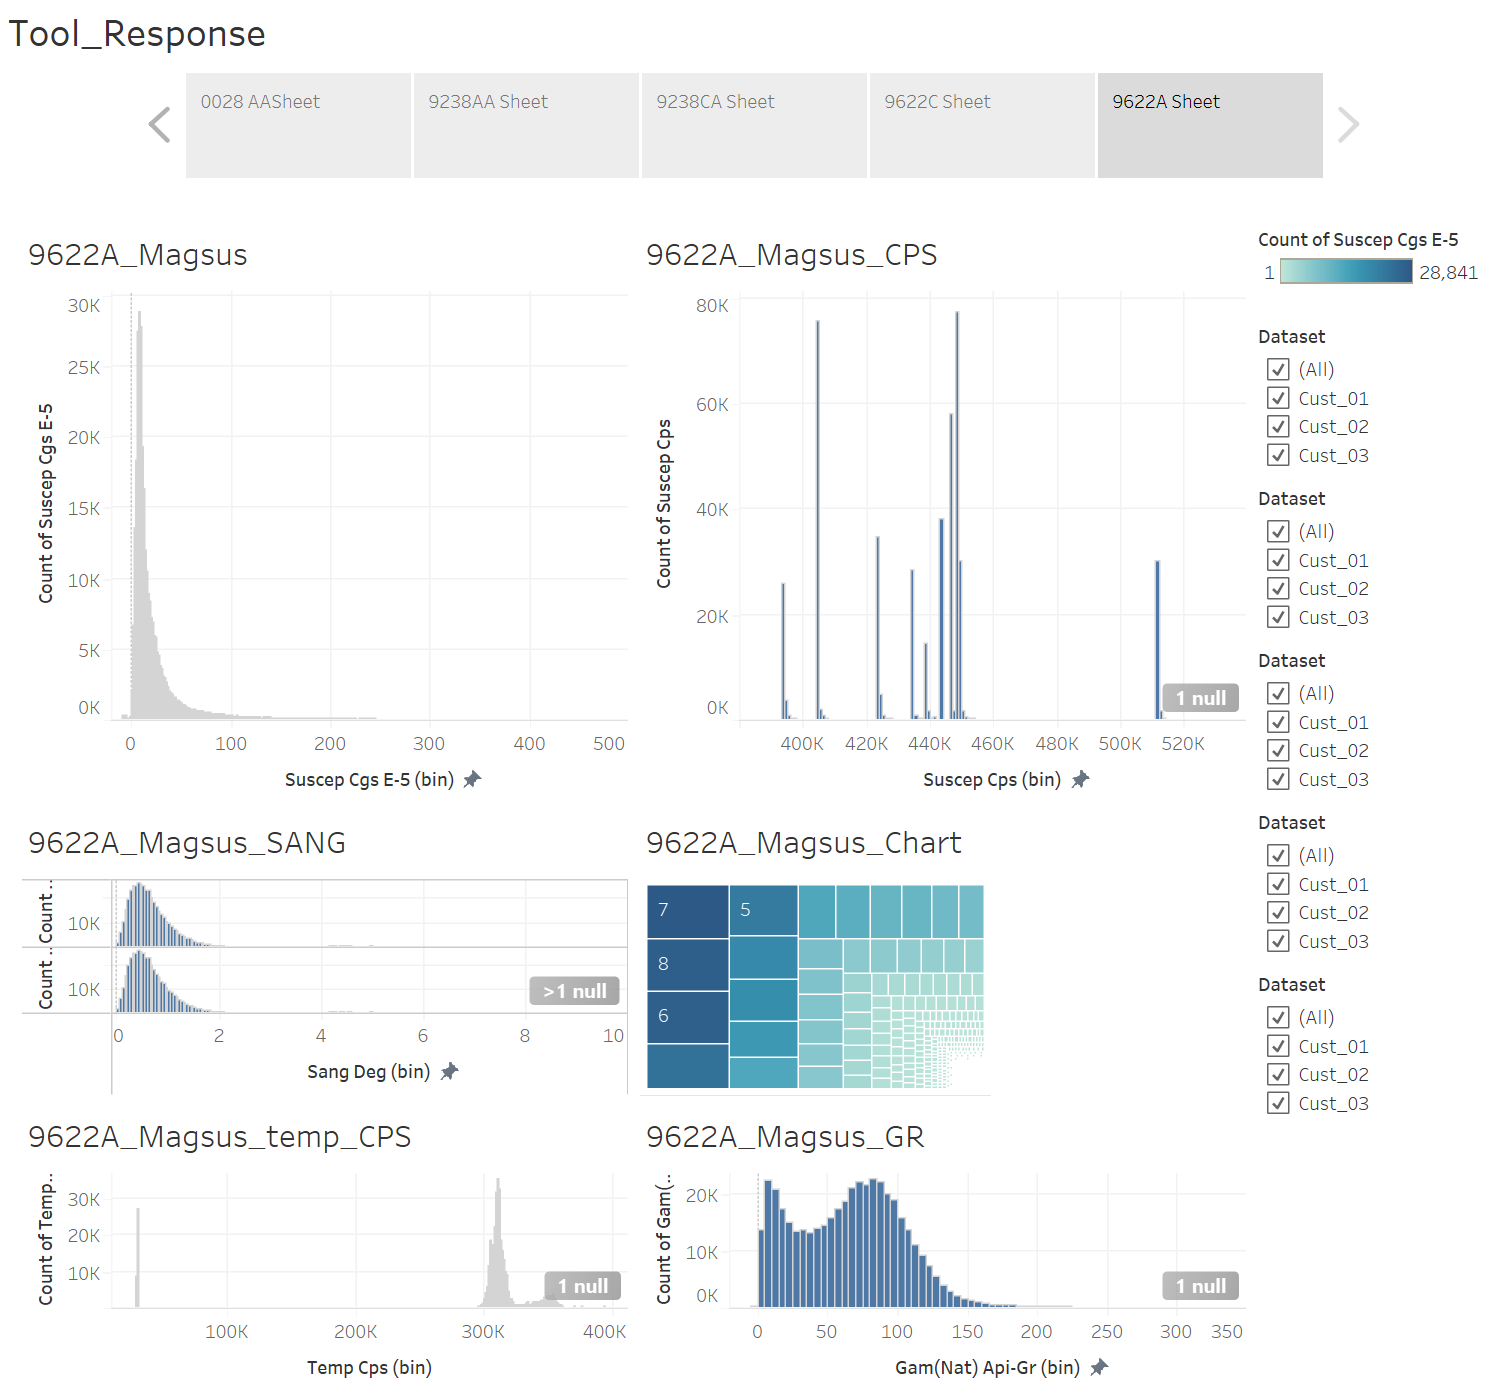 Tool_Response
0028 AASheet
9238AA Sheet
9238CA Sheet
9622C Sheet
9622A Sheet
9622A_Magsus
30K
25K
20K
15K
10K
5K
0K
Count of Suscep Cgs E-5
0
100
200
300
400
500
Suscep Cgs E-5 (bin)
9622A_Magsus_CPS
80K
60K
40K
20K
0K
Count of Suscep Cps
1 null
400K
420K
440K
460K
480K
500K
520K
Suscep Cps (bin)
Count of Suscep Cgs E-5
1
28,841
Dataset
(All)
Cust_01
Cust_02
Cust_03
Dataset
(All)
Cust_01
Cust_02
Cust_03
Dataset
(All)
Cust_01
Cust_02
Cust_03
Dataset
(All)
Cust_01
Cust_02
Cust_03
Dataset
(All)
Cust_01
Cust_02
Cust_03
9622A_Magsus_SANG
Count ..
10K
Count ..
10K
>1 null
0
2
4
6
8
10
Sang Deg (bin)
9622A_Magsus_Chart
7
5
8
6
9622A_Magsus_temp_CPS
Count of Temp..
30K
20K
10K
1 null
100K
200K
300K
400K
Temp Cps (bin)
9622A_Magsus_GR
Count of Gam(..
20K
10K
0K
1 null
0
50
100
150
200
250
300
350
Gam(Nat) Api-Gr (bin)